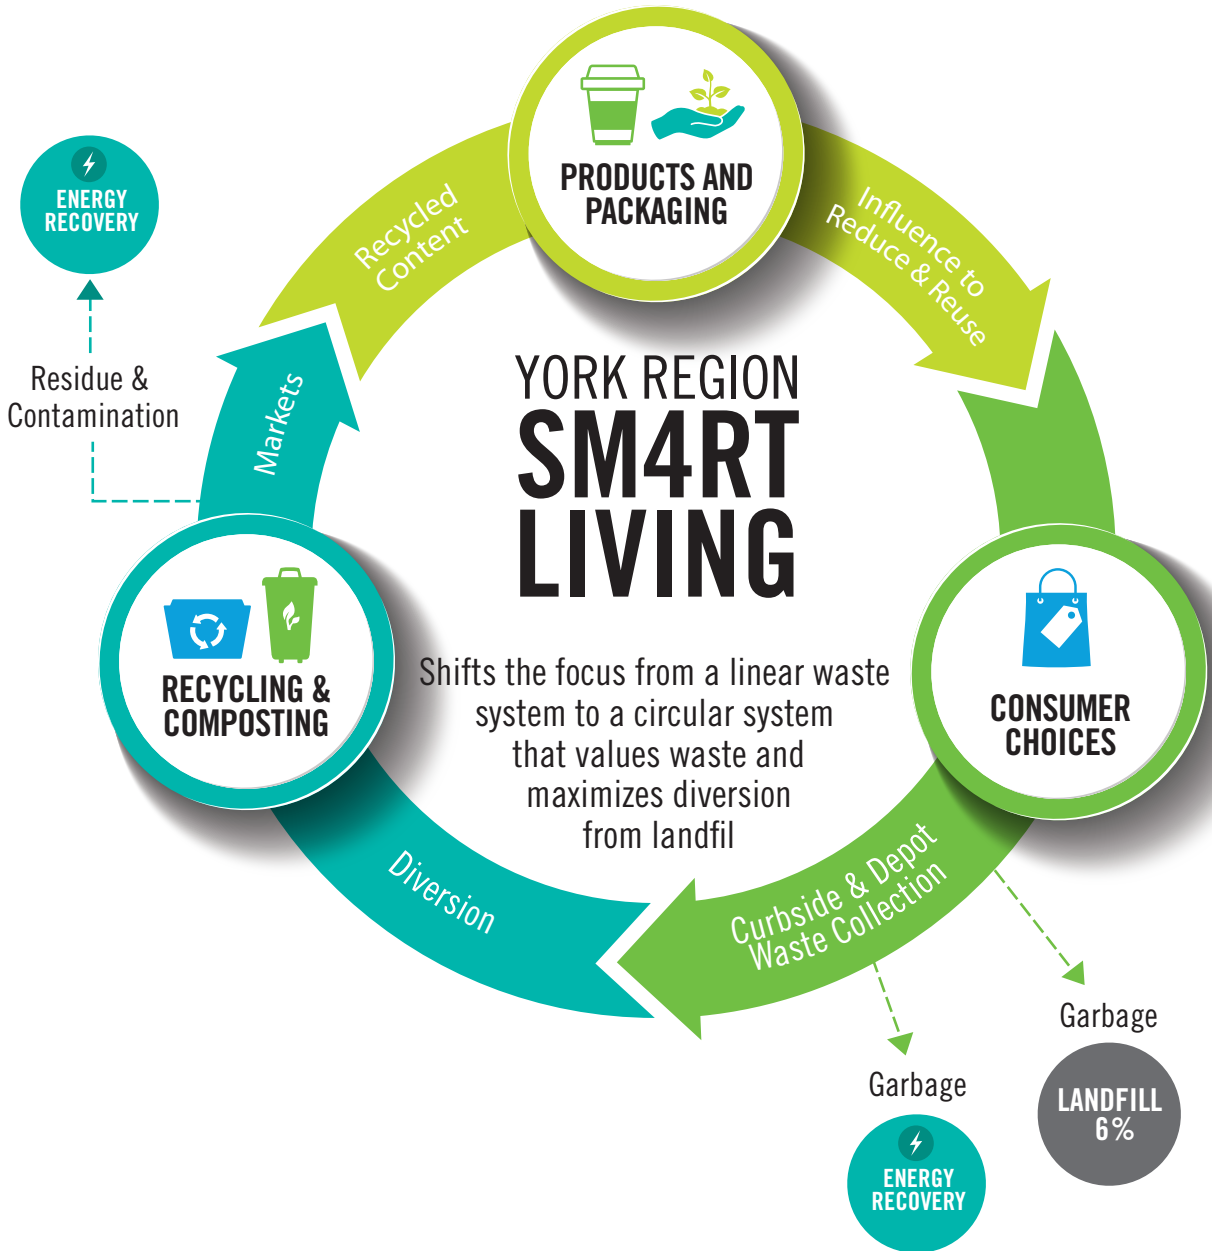 PRODUCTS AND
PACKAGING
ENERGY
RECOVERY
Recycled
Content
Influence to
Reduce & Reuse
Residue &
Contamination
Markets
YORK REGION
SM4RT
LIVING
Shifts the focus from a linear waste
system to a circular system
that values waste and
maximizes diversion
from landfil
RECYCLING &
COMPOSTING
CONSUMER
CHOICES
Diversion
Curbside & Depot
Waste Collection
Garbage
LANDFILL
6%
Garbage
ENERGY
RECOVERY